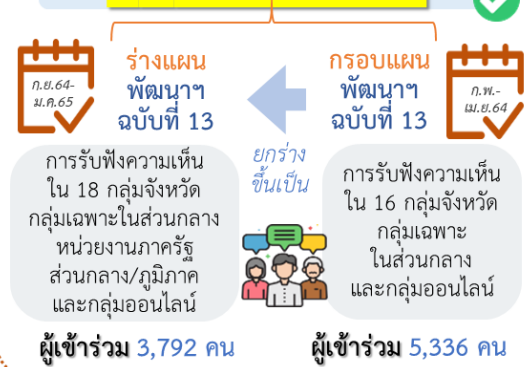 ก.ย.64-
ม.ค.65
ร่างแผน
พัฒนาฯ
ฉบับที่ 13
กรอบแผน
พัฒนาฯ
ฉบับที่ 13
ก.พ.-
เม.ย.64
ยกร่าง
ขึ้นเป็น
การรับฟังความเห็น
ใน 18 กลุ่มจังหวัด
กลุ่มเฉพาะในส่วนกลาง
หน่วยงานภาครัฐ
ส่วนกลาง/ภูมิภาค
และกลุ่มออนไลน์
การรับฟังความเห็น
ใน 16 กลุ่มจังหวัด
กลุ่มเฉพาะ
ในส่วนกลาง
และกลุ่มออนไลน์
ผู้เข้าร่วม 3,792 คน
ผู้เข้าร่วม 5,336 คน